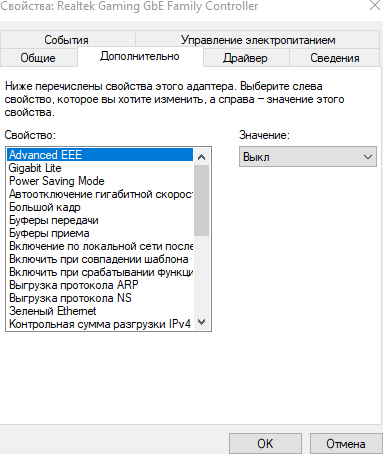 Свойства: Realtek Gaming GbE Family Controller
События Управление электропитанием
Общие Дополнительно Драйвер Сведения
Ниже перечислены свойства этого адаптера. Выберите слева
свойство, которое вы хотите изменить, а справа – значение этого
свойства.
Свойство: Значение:
Advanced EEE Выкл
Gigabit Lite
Power Saving Mode
Автоотключение гигабитной скорост
Большой кадр
Буферы передачи
Буферы приема
Включение по локальной сети после
Включить при совпадении шаблона
Включить при срабатывании функци
Выгрузка протокола ARP
Выгрузка протокола NS
Зеленый Ethernet
Контрольная сумма разгрузки IPv4
OK Отмена